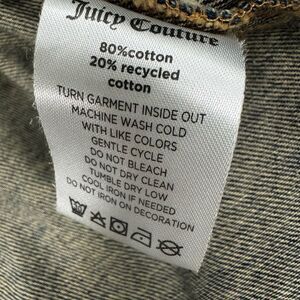 Juicy Couture
80%cotton
20% recycled
cotton
TURN GARMENT INSIDE OUT
MACHINE WASH COLD
WITH LIKE COLORS
GENTLE CYCLE
DO NOT BLEACH
DO NOT DRY CLEAN
TUMBLE DRY LOW
COOL IRON IF NEEDED
DO NOT IRON ON DECORATION